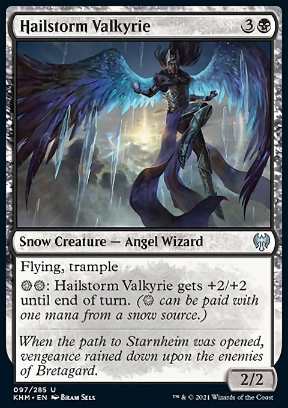 Hailstorm Valkyrie 3
Snow Creature — Angel Wizard
Flying, trample
: Hailstorm Valkyrie gets +2/+2
until end of turn. ( can be paid with
one mana from a snow source.)
When the path to Starnheim was opened,
vengeance rained down upon the enemies
of Bretagard.
2/2
097/285 U
KHM • EN BRAM SELS
™ & © 2021 Wizards of the Coast